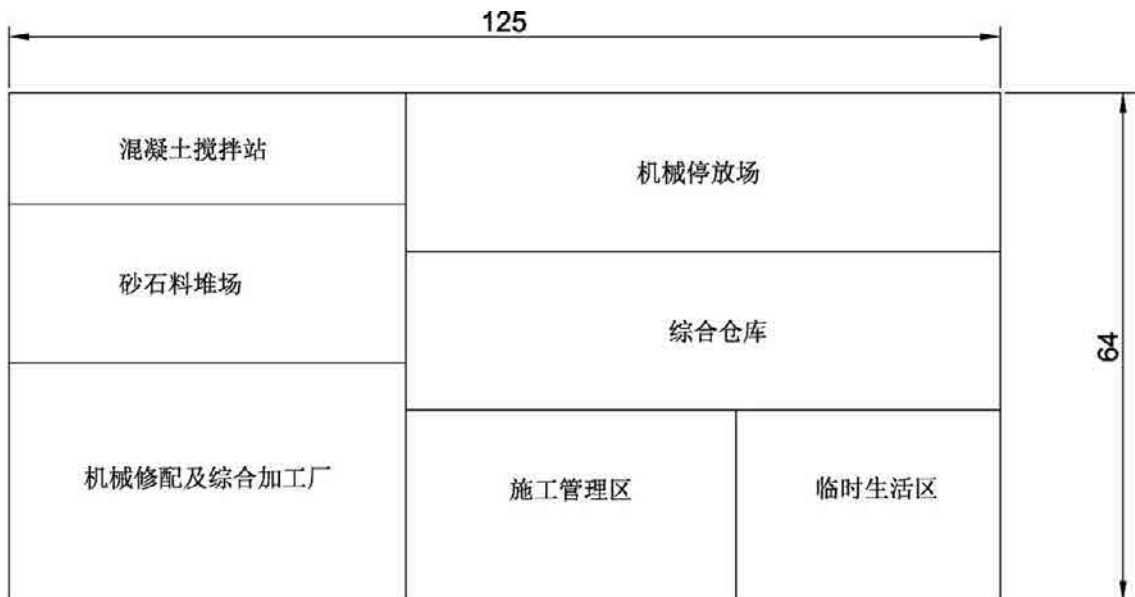 125
混凝土搅拌站
机械停放场
砂石料堆场
综合仓库
64
机械修配及综合加工厂
施工管理区
临时生活区